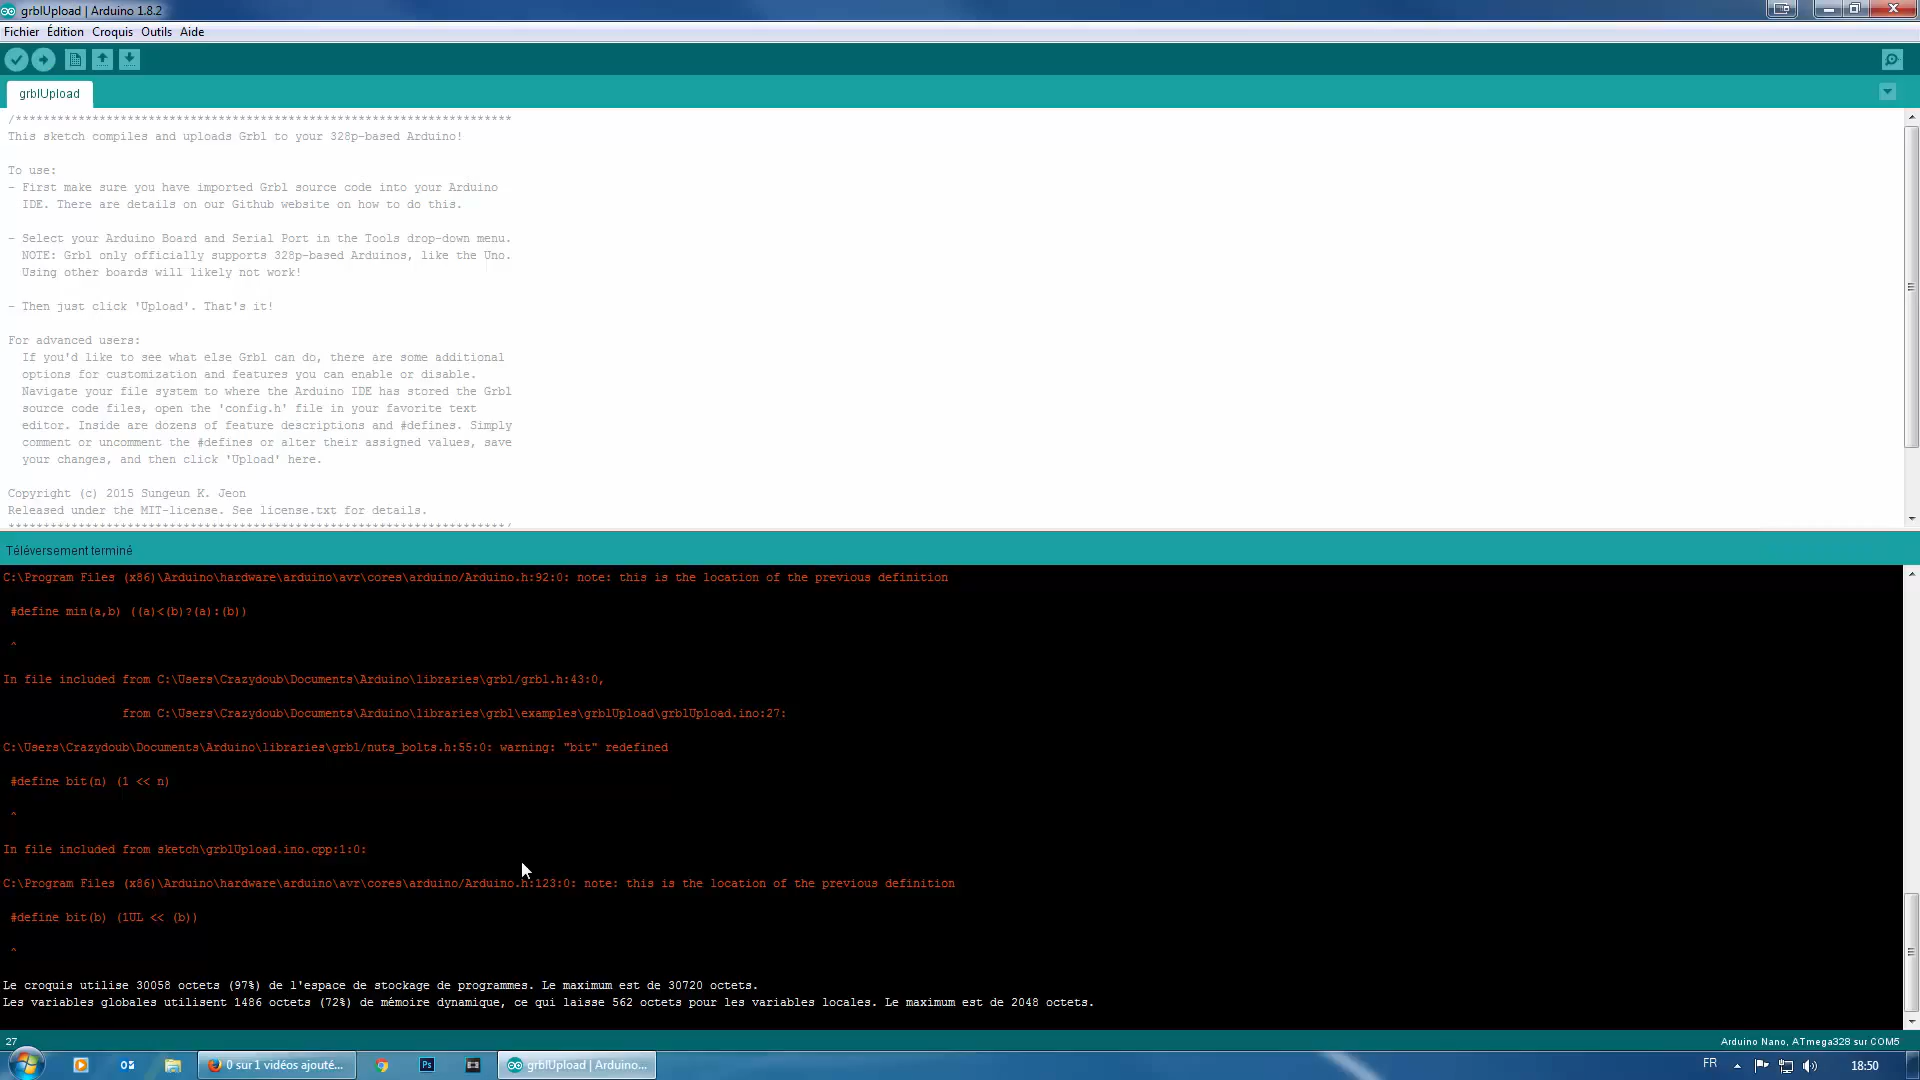 grblUpload | Arduino 1.8.2
Fichier Édition Croquis Outils Aide
grblUpload
/***********************************************************************
This sketch compiles and uploads Grbl to your 328p-based Arduino!
To use:
- First make sure you have imported Grbl source code into your Arduino
IDE. There are details on our Github website on how to do this.
- Select your Arduino Board and Serial Port in the Tools drop-down menu.
NOTE: Grbl only officially supports 328p-based Arduinos, like the Uno.
Using other boards will likely not work!
- Then just click 'Upload'. That's it!
For advanced users:
If you'd like to see what else Grbl can do, there are some additional
options for customization and features you can enable or disable.
Navigate your file system to where the Arduino IDE has stored the Grbl
source code files, open the 'config.h' file in your favorite text
editor. Inside are dozens of feature descriptions and #defines. Simply
comment or uncomment the #defines or alter their assigned values, save
your changes, and then click 'Upload' here.
Copyright (c) 2015 Sungeun K. Jeon
Released under the MIT-license. See license.txt for details.
***********************************************************************/
Téléversement terminé
C:\Program Files (x86)\Arduino\hardware\arduino\avr\cores\arduino/Arduino.h:92:0: note: this is the location of the previous definition
#define min(a,b) ((a)<(b)?(a):(b))
^
In file included from C:\Users\Crazydoub\Documents\Arduino\libraries\grbl/grbl.h:43:0,
from C:\Users\Crazydoub\Documents\Arduino\libraries\grbl\examples\grblUpload\grblUpload.ino:27:
C:\Users\Crazydoub\Documents\Arduino\libraries\grbl/nuts_bolts.h:55:0: warning: "bit" redefined
#define bit(n) (1 << n)
^
In file included from sketch\grblUpload.ino.cpp:1:0:
C:\Program Files (x86)\Arduino\hardware\arduino\avr\cores\arduino/Arduino.h:123:0: note: this is the location of the previous definition
#define bit(b) (1UL << (b))
^
Le croquis utilise 30058 octets (97%) de l'espace de stockage de programmes. Le maximum est de 30720 octets.
Les variables globales utilisent 1486 octets (72%) de mémoire dynamique, ce qui laisse 562 octets pour les variables locales. Le maximum est de 2048 octets.
27
Arduino Nano, ATmega328 sur COM5
0 sur 1 vidéos ajouté...
Ps
grblUpload | Arduino...
FR
18:50